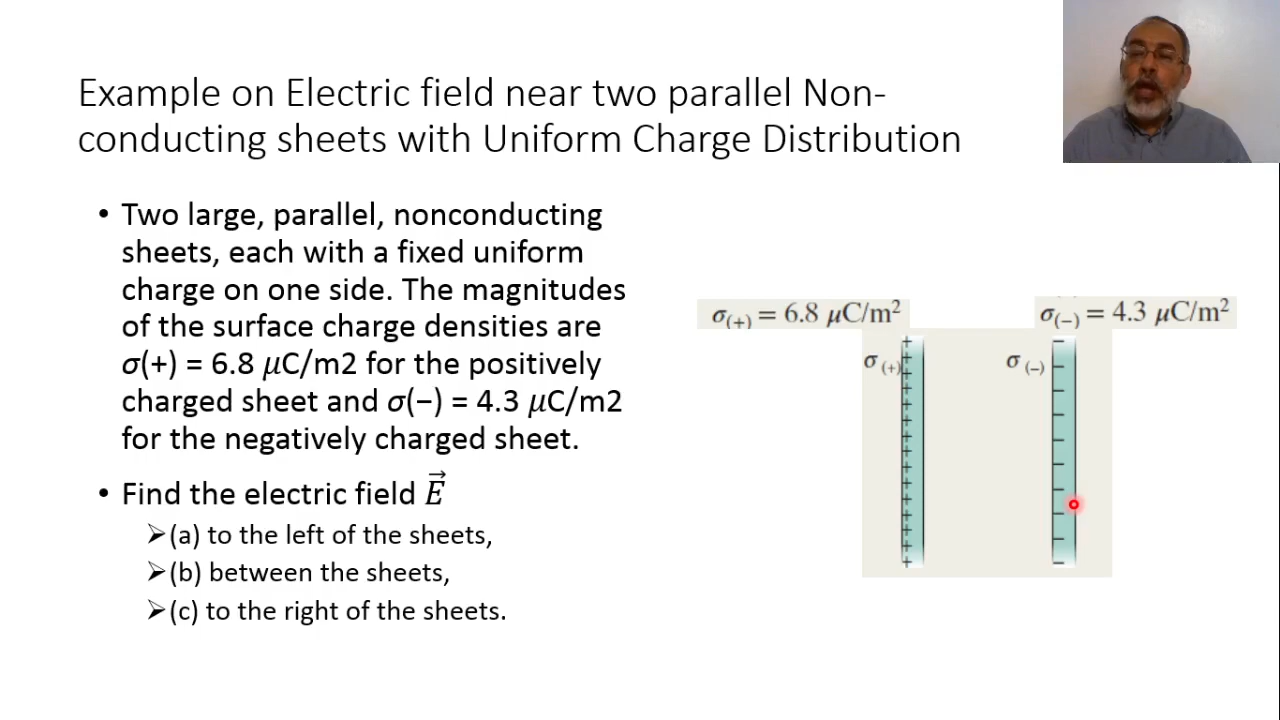 Example on Electric field near two parallel Non-
conducting sheets with Uniform Charge Distribution
• Two large, parallel, nonconducting
sheets, each with a fixed uniform
charge on one side. The magnitudes
of the surface charge densities are
σ(+) = 6.8 µC/m2 for the positively
charged sheet and σ(−) = 4.3 µC/m2
for the negatively charged sheet.
• Find the electric field E⃗
➢(a) to the left of the sheets,
➢(b) between the sheets,
➢(c) to the right of the sheets.
σ₍₊₎ = 6.8 µC/m²
σ₍₋₎ = 4.3 µC/m²
σ₍₊₎
σ₍₋₎